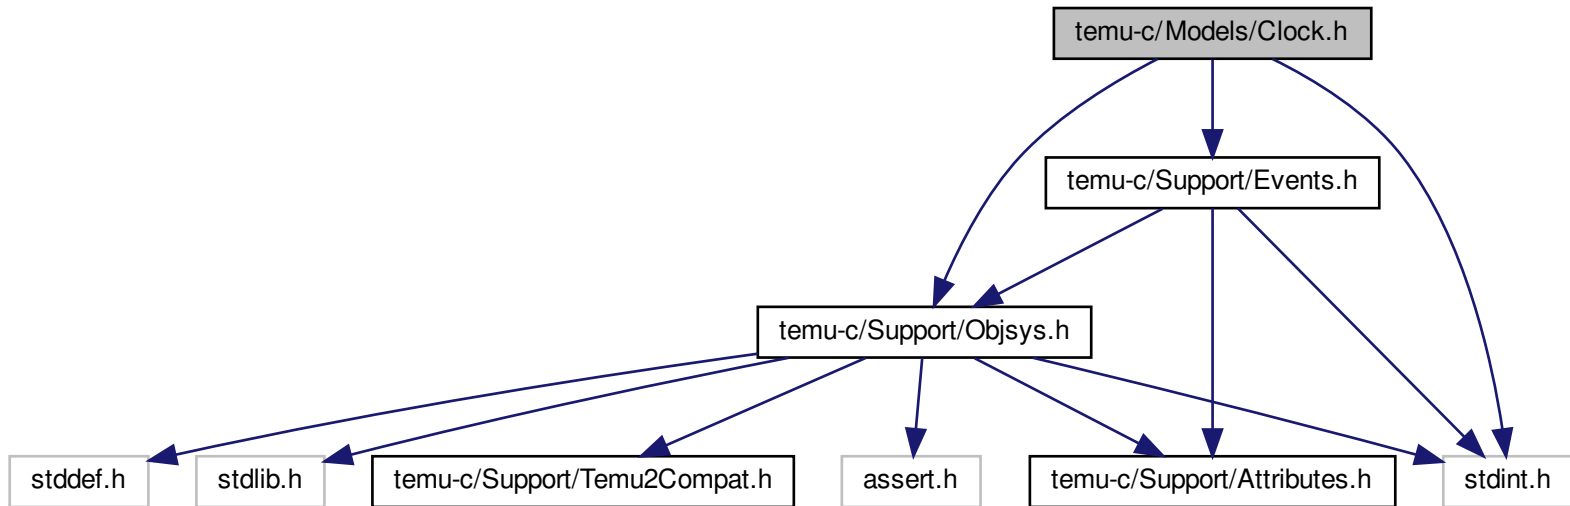 temu-c/Models/Clock.h
temu-c/Support/Events.h
temu-c/Support/Objsys.h
stddef.h
stdlib.h
temu-c/Support/Temu2Compat.h
assert.h
temu-c/Support/Attributes.h
stdint.h